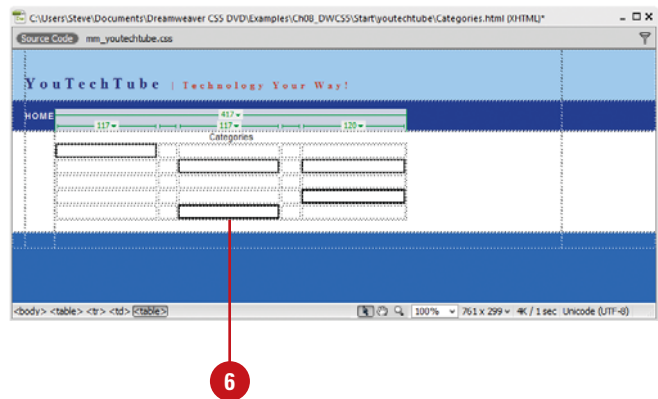 C:\Users\Steve\Documents\Dreamweaver CS5 DVD\Examples\Ch08_DWCS5\Start\youtechtube\Categories.html (XHTML)*
Source Code mm_youtechtube.css
YouTechTube | Technology Your Way!
HOME
417
117 117 120
Categories
<body> <table> <tr> <td> <table> 100% 761 x 299 4K / 1 sec Unicode (UTF-8)
6